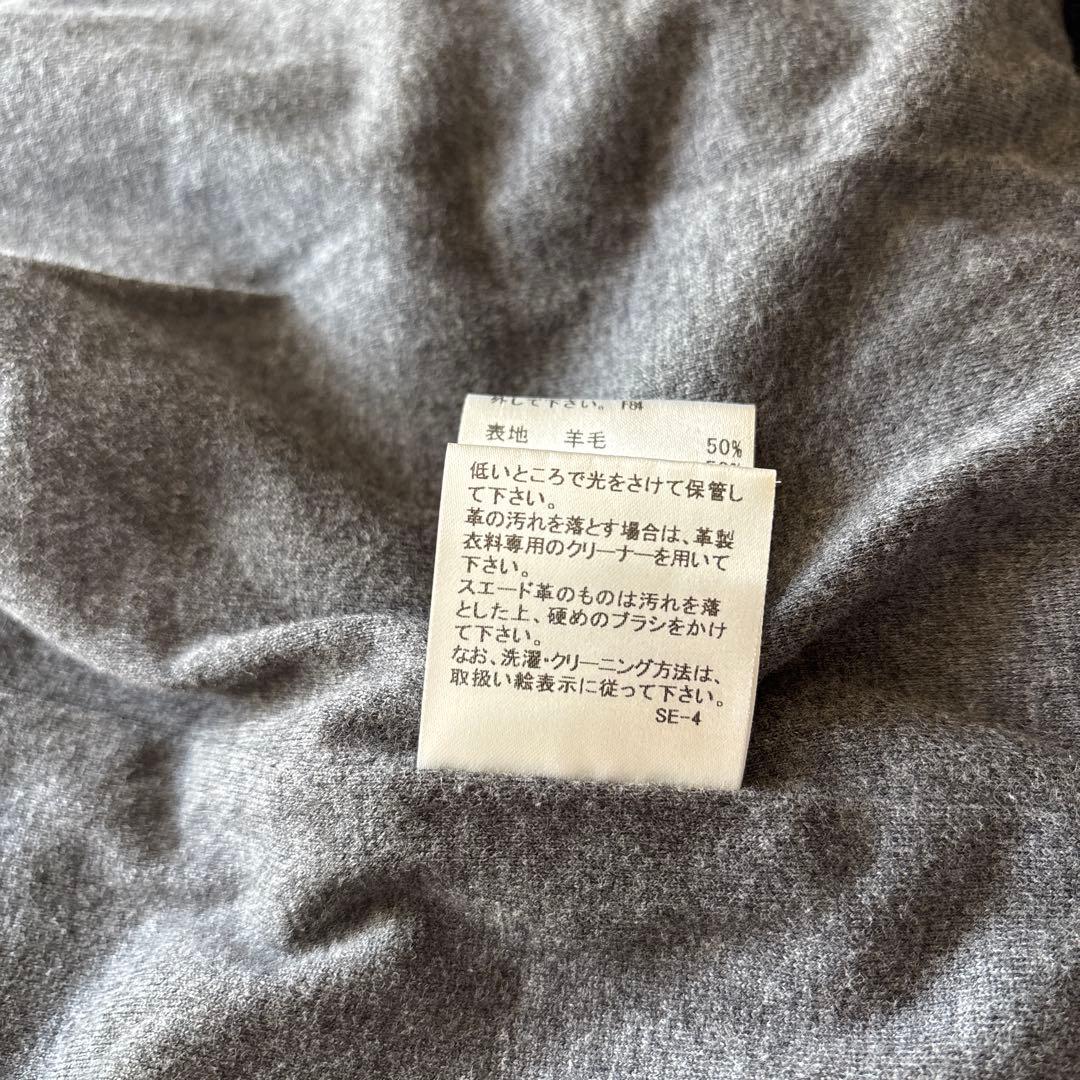 外して下さい。 F84
表地 羊毛 50%
50%
低いところで光をさけて保管し
て下さい。
革の汚れを落とす場合は、革製
衣料専用のクリーナーを用いて
下さい。
スエード革のものは汚れを落
とした上、硬めのブラシをかけ
て下さい。
なお、洗濯・クリーニング方法は、
取扱い絵表示に従って下さい。
SE-4